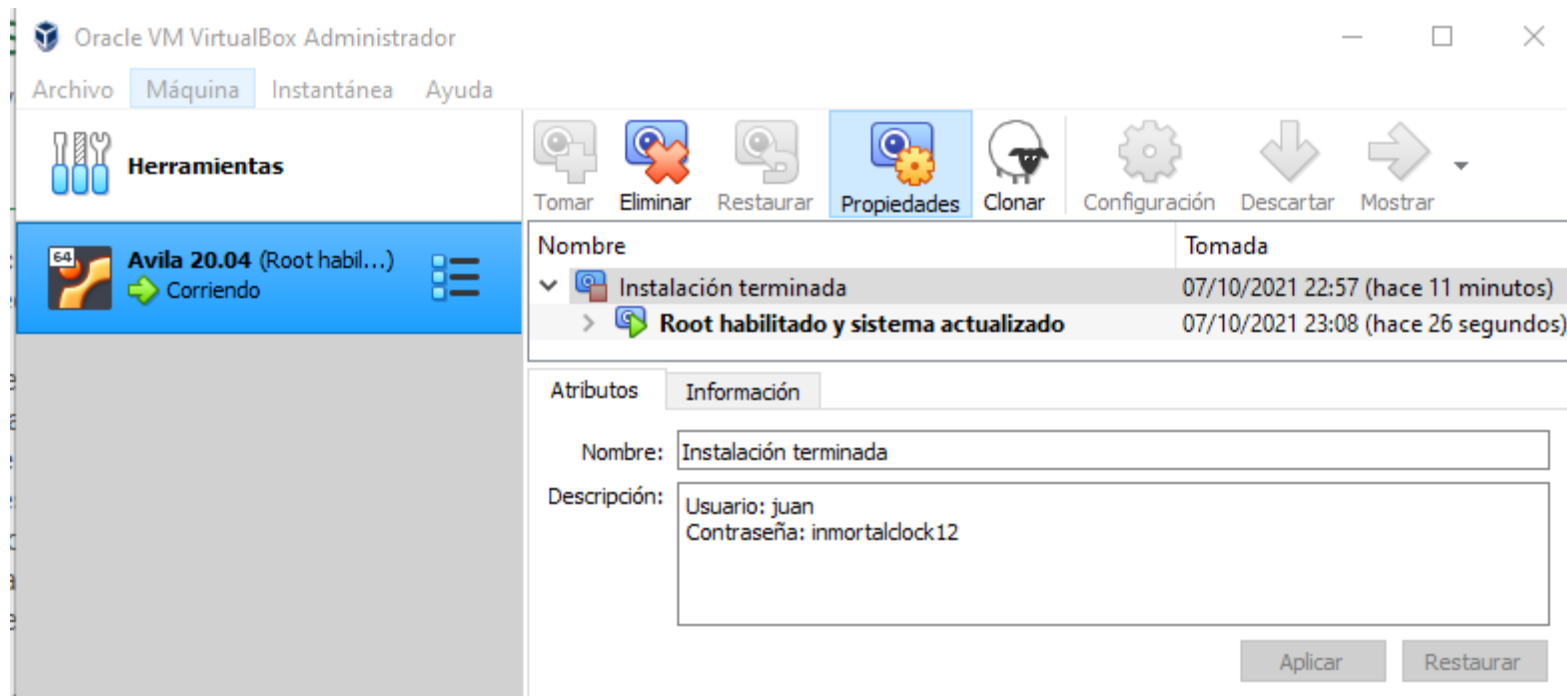 Oracle VM VirtualBox Administrador
Archivo Máquina Instantánea Ayuda
Herramientas
Tomar Eliminar Restaurar Propiedades Clonar Configuración Descartar Mostrar
64
Avila 20.04 (Root habil...)
Corriendo
Nombre Tomada
Instalación terminada 07/10/2021 22:57 (hace 11 minutos)
Root habilitado y sistema actualizado 07/10/2021 23:08 (hace 26 segundos)
Atributos Información
Nombre: Instalación terminada
Descripción: Usuario: juan
Contraseña: inmortalclock12
Aplicar Restaurar